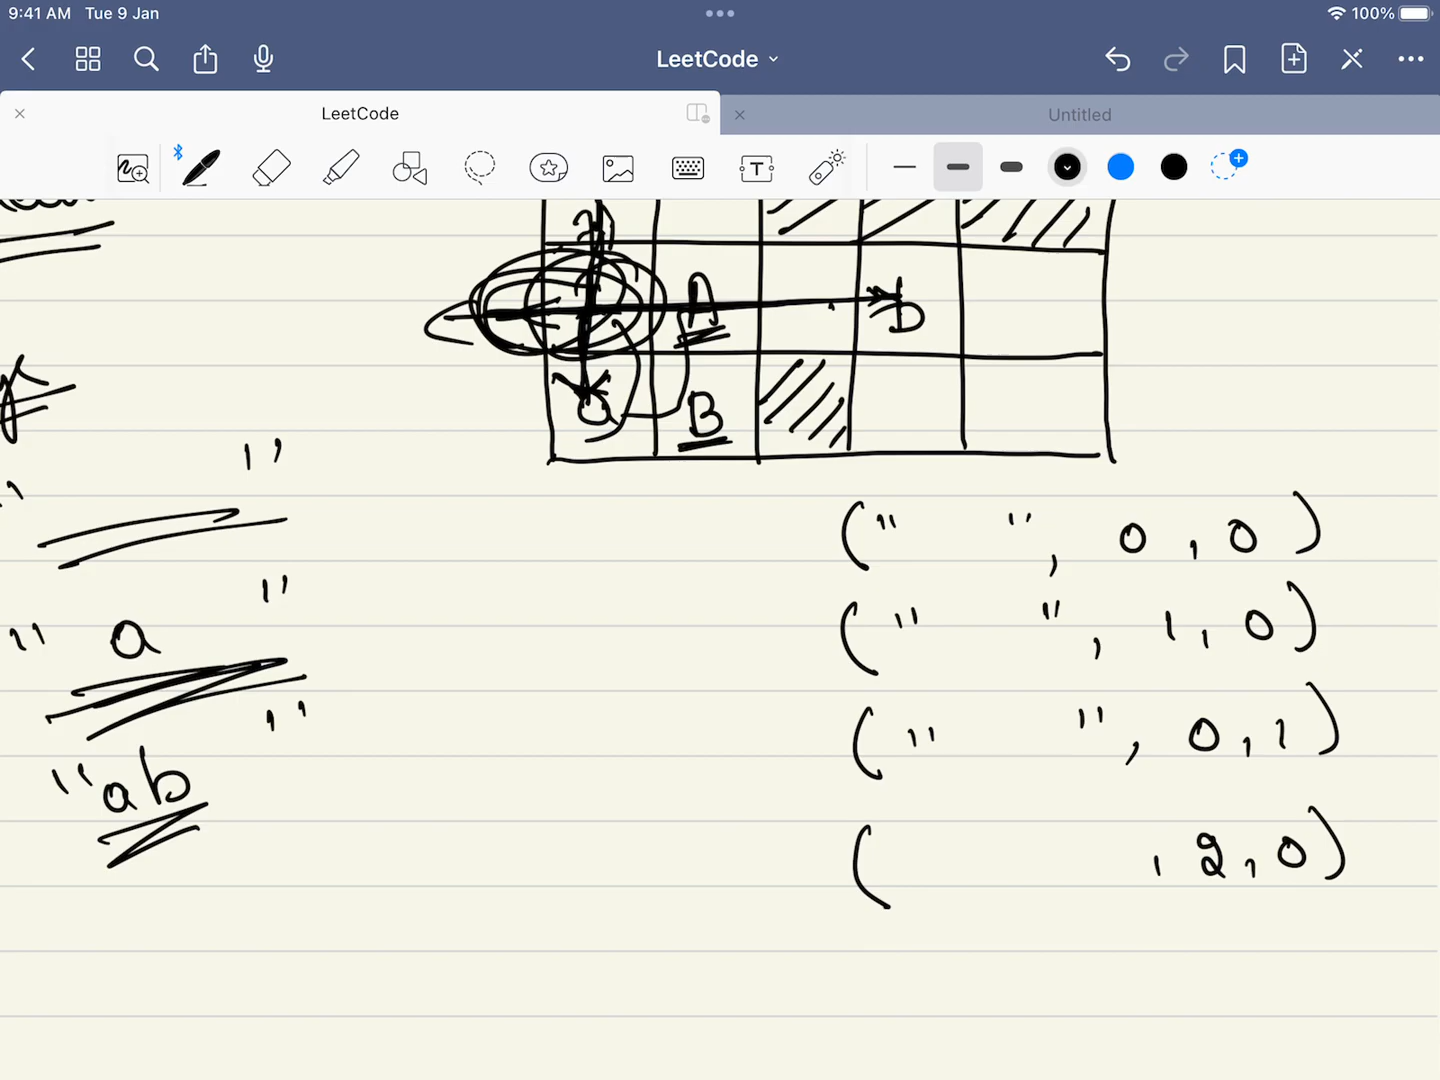 9:41 AM Tue 9 Jan
100%
LeetCode
LeetCode
Untitled
T
A
D
B
" "
(" ", 0, 0)
" a "
(" ", 1, 0)
(" ", 0, 1)
"ab "
( , 2, 0)